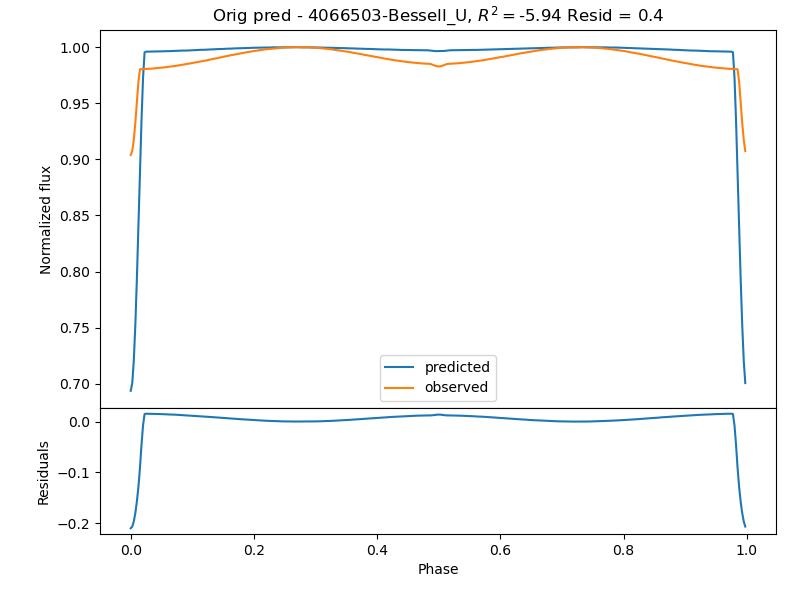 Orig pred - 4066503-Bessell_U, R² = -5.94 Resid = 0.4
Normalized flux
1.00
0.95
0.90
0.85
0.80
0.75
0.70
predicted
observed
Residuals
0.0
−0.1
−0.2
0.0 0.2 0.4 0.6 0.8 1.0
Phase